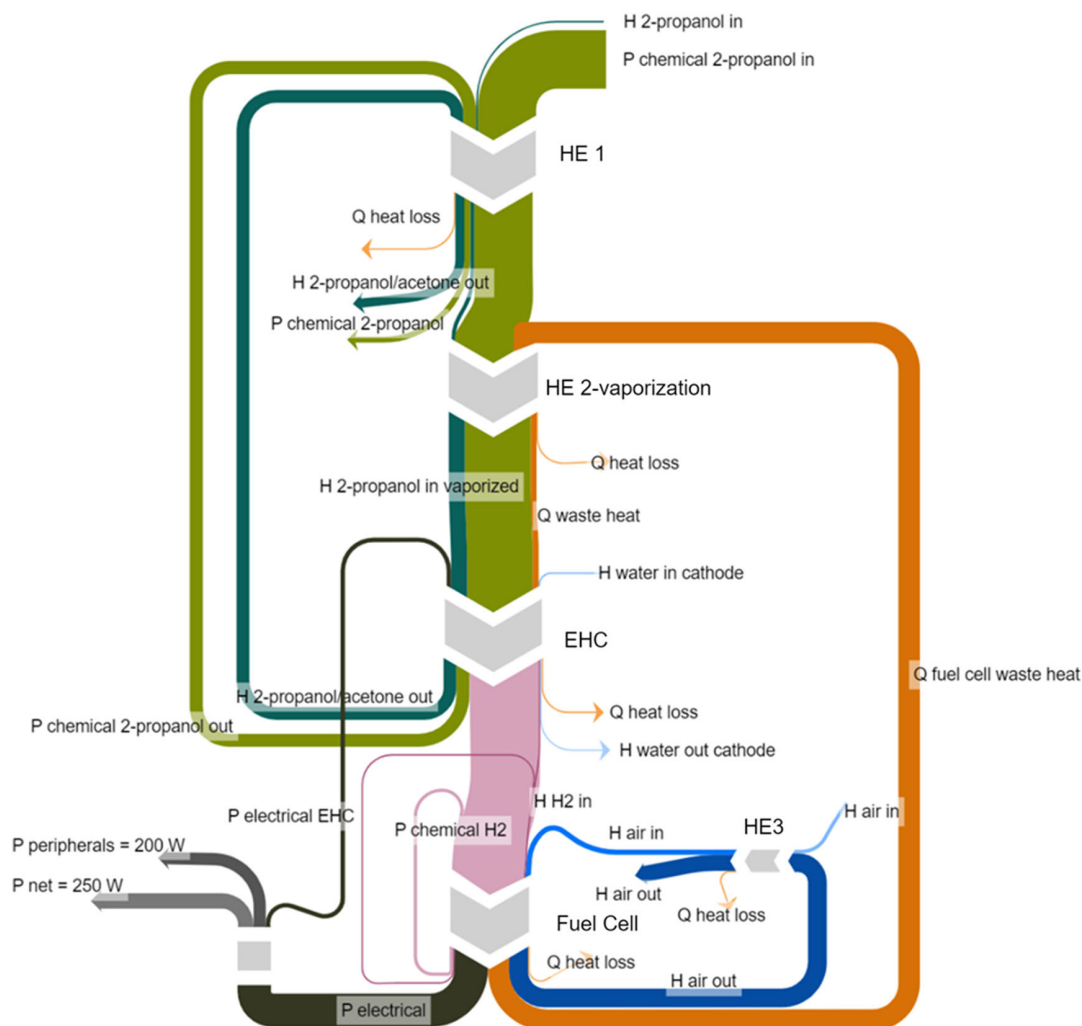 H 2-propanol in
P chemical 2-propanol in
HE 1
Q heat loss
H 2-propanol/acetone out
P chemical 2-propanol
HE 2-vaporization
Q heat loss
H 2-propanol in vaporized
Q waste heat
H water in cathode
EHC
Q fuel cell waste heat
H 2-propanol/acetone out
Q heat loss
P chemical 2-propanol out
H water out cathode
H H2 in
P electrical EHC
P chemical H2
H air in
HE3
H air in
P peripherals = 200 W
P net = 250 W
H air out
Q heat loss
Fuel Cell
Q heat loss
H air out
P electrical